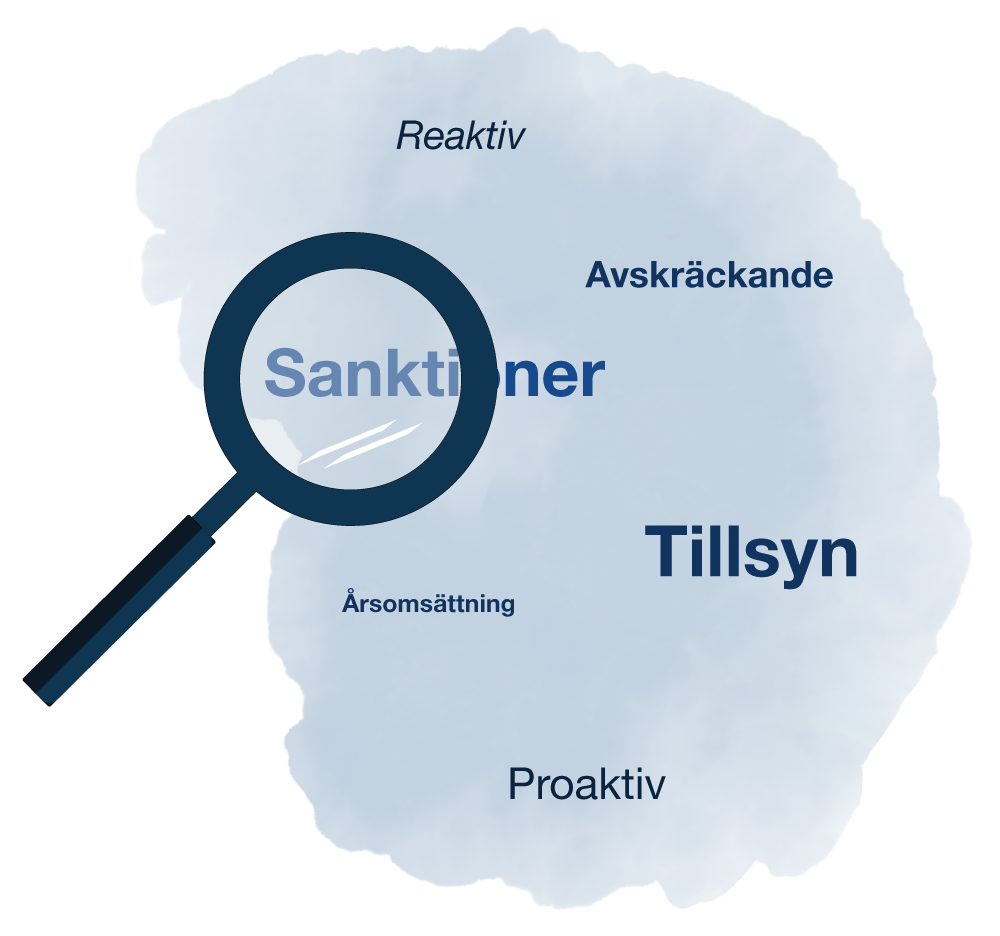 Reaktiv
Avskräckande
Sanktioner
Tillsyn
Årsomsättning
Proaktiv